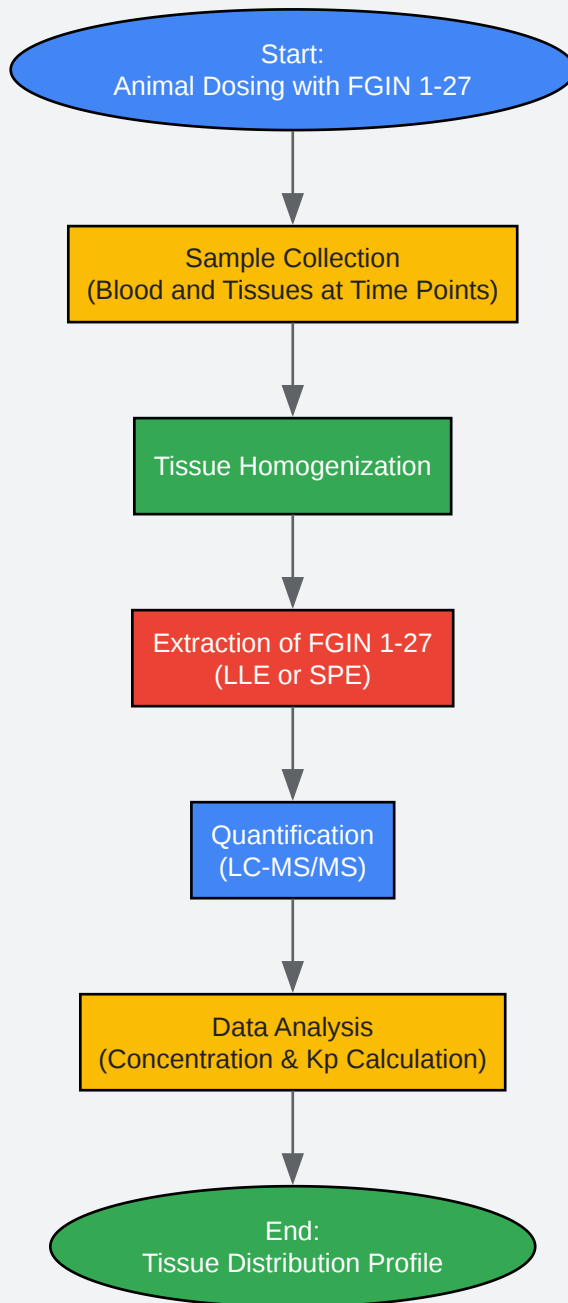 Start:
Animal Dosing with FGIN 1-27
Sample Collection
(Blood and Tissues at Time Points)
Tissue Homogenization
Extraction of FGIN 1-27
(LLE or SPE)
Quantification
(LC-MS/MS)
Data Analysis
(Concentration & Kp Calculation)
End:
Tissue Distribution Profile